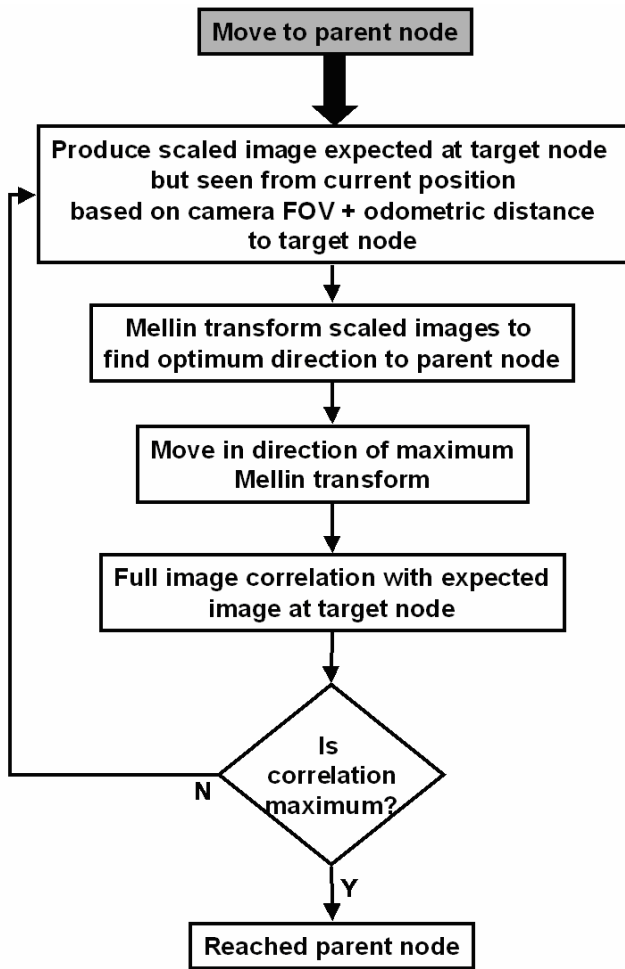 Move to parent node
Produce scaled image expected at target node
but seen from current position
based on camera FOV + odometric distance
to target node
Mellin transform scaled images to
find optimum direction to parent node
Move in direction of maximum
Mellin transform
Full image correlation with expected
image at target node
Is
correlation
maximum?
N
Y
Reached parent node